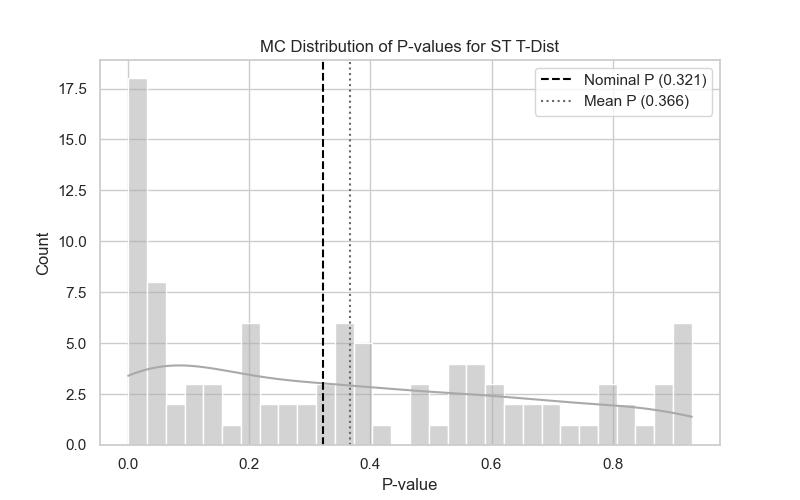 MC Distribution of P-values for ST T-Dist
Nominal P (0.321)
Mean P (0.366)
17.5
15.0
12.5
10.0
7.5
5.0
2.5
0.0
Count
0.0 0.2 0.4 0.6 0.8
P-value